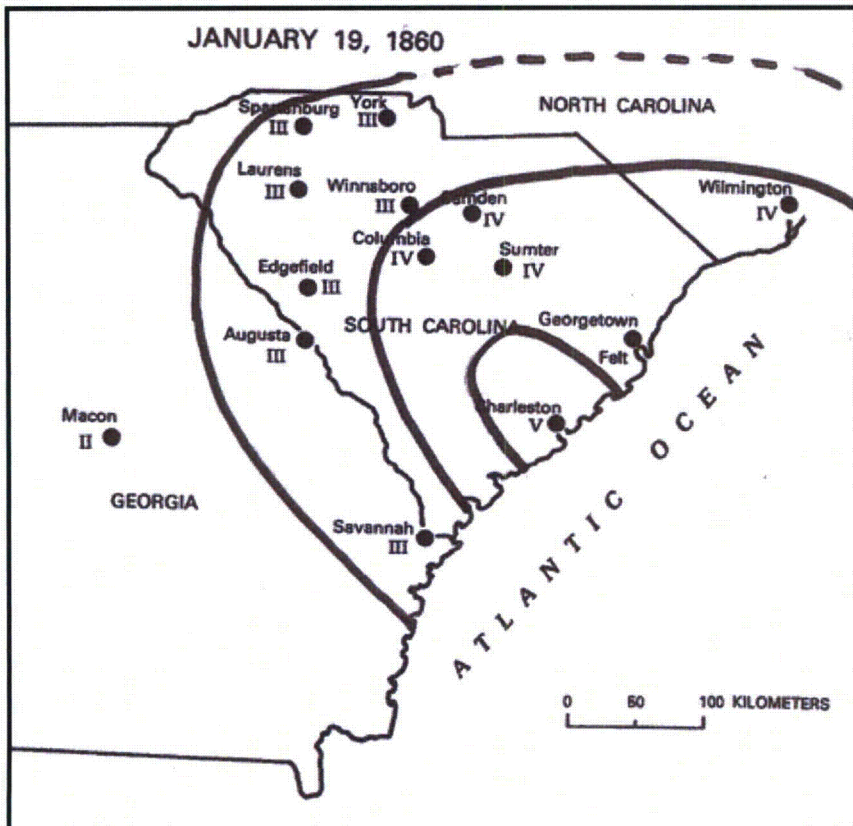 JANUARY 19, 1860
NORTH CAROLINA
Spartanburg
III
York
III
Laurens
III
Winnsboro
III
Camden
IV
Wilmington
IV
Columbia
IV
Sumter
IV
Edgefield
III
SOUTH CAROLINA
Georgetown
Felt
Augusta
III
Charleston
V
Macon
II
GEORGIA
Savannah
III
ATLANTIC OCEAN
0 50 100 KILOMETERS